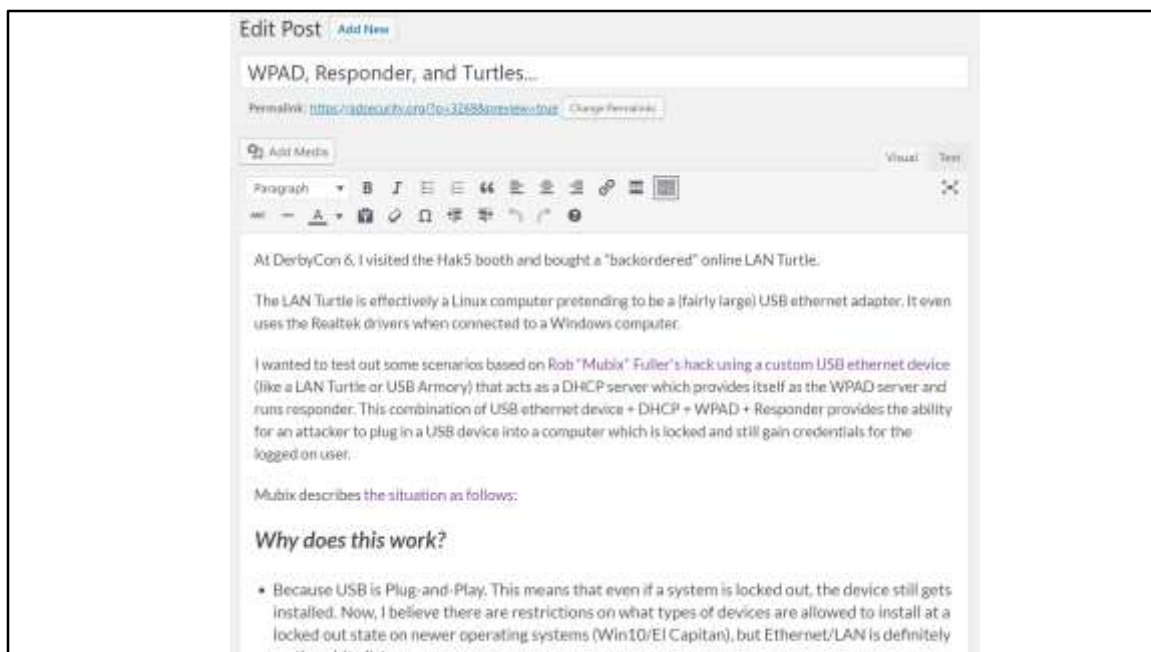 Edit Post Add New
WPAD, Responder, and Turtles...
Permalink: https://adsecurity.org/?p=3268&preview=true Change Permalinks
Add Media
Visual Text
Paragraph B I A Ω
At DerbyCon 6, I visited the Hak5 booth and bought a "backordered" online LAN Turtle.
The LAN Turtle is effectively a Linux computer pretending to be a (fairly large) USB ethernet adapter. It even
uses the Realtek drivers when connected to a Windows computer.
I wanted to test out some scenarios based on Rob "Mubix" Fuller's hack using a custom USB ethernet device
(like a LAN Turtle or USB Armory) that acts as a DHCP server which provides itself as the WPAD server and
runs responder. This combination of USB ethernet device + DHCP + WPAD + Responder provides the ability
for an attacker to plug in a USB device into a computer which is locked and still gain credentials for the
logged on user.
Mubix describes the situation as follows:
Why does this work?
• Because USB is Plug-and-Play. This means that even if a system is locked out, the device still gets
installed. Now, I believe there are restrictions on what types of devices are allowed to install at a
locked out state on newer operating systems (Win10/El Capitan), but Ethernet/LAN is definitely